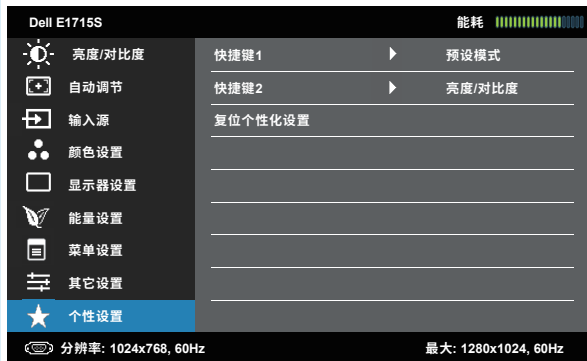 Dell E1715S 能耗
亮度/对比度 快捷键1 预设模式
自动调节 快捷键2 亮度/对比度
输入源 复位个性化设置
颜色设置
显示器设置
能量设置
菜单设置
其它设置
个性设置
分辨率: 1024x768, 60Hz 最大: 1280x1024, 60Hz